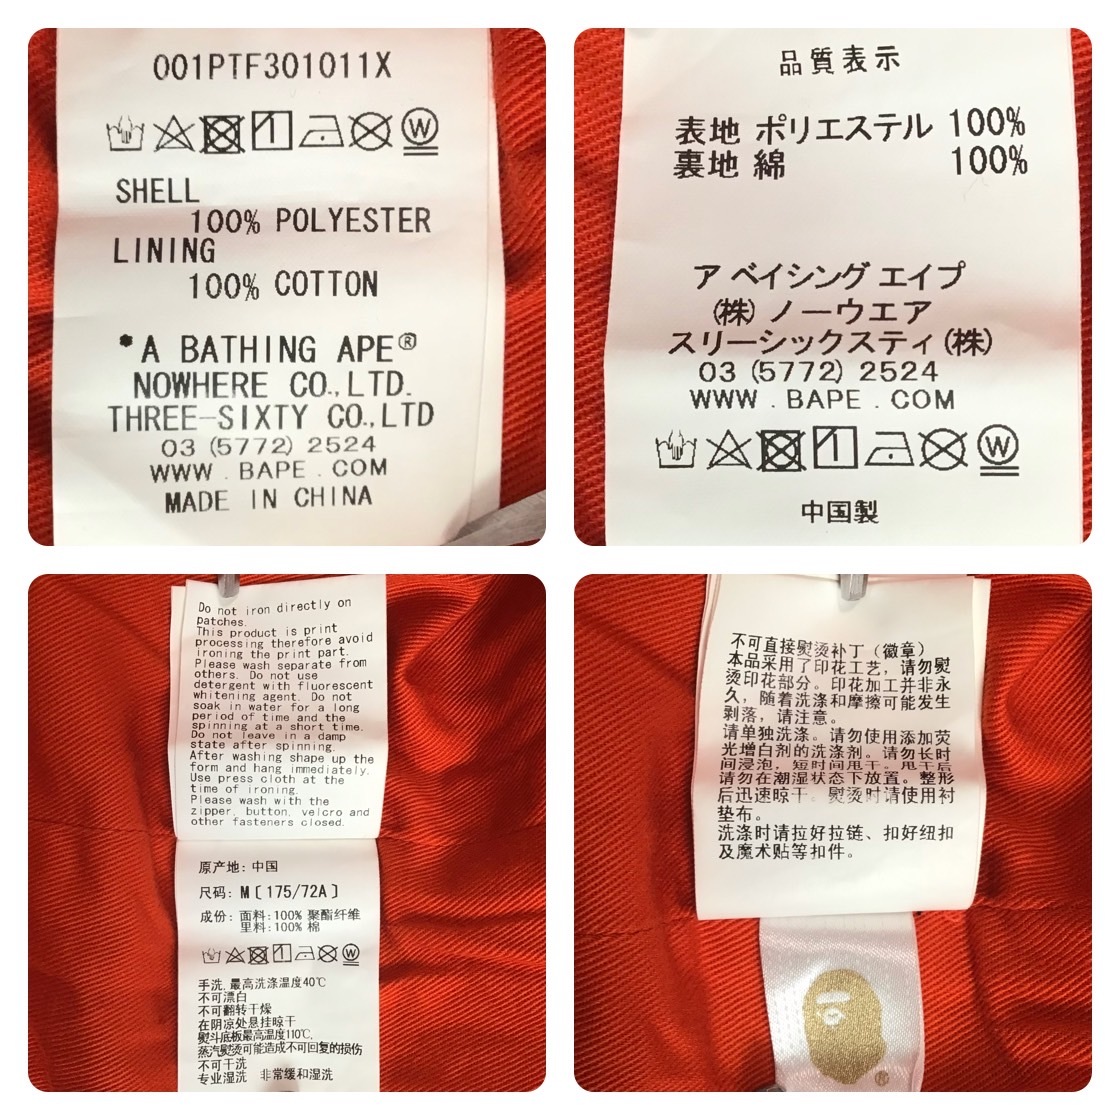 001PTF301011X
W
SHELL
100% POLYESTER
LINING
100% COTTON
*A BATHING APE®
NOWHERE CO.,LTD.
THREE-SIXTY CO.,LTD
03 (5772) 2524
WWW . BAPE . COM
MADE IN CHINA
品質表示
表地 ポリエステル 100%
裏地 綿 100%
ア ベイシング エイプ
(株) ノーウエア
スリーシックスティ (株)
03 (5772) 2524
WWW . BAPE . COM
W
中国製
Do not iron directly on
patches.
This product is print
processing therefore avoid
ironing the print part.
Please wash separate from
others. Do not use
detergent with fluorescent
whitening agent. Do not
soak in water for a long
period of time and the
spinning at a short time.
Do not leave in a damp
state after spinning.
After washing shape up the
form and hang immediately.
Use press cloth at the
time of ironing.
Please wash with the
zipper, button, velcro and
other fasteners closed.
原产地: 中国
尺码: M(175/72A)
成份: 面料:100% 聚酯纤维
里料:100% 棉
W
手洗,最高洗涤温度40℃
不可漂白
不可翻转干燥
在阴凉处悬挂晾干
熨斗底板最高温度110℃,
蒸汽熨烫可能造成不可回复的损伤
不可干洗
专业湿洗 非常缓和湿洗
不可直接熨烫补丁（徽章）
本品采用了印花工艺，请勿熨
烫印花部分。印花加工并非永
久，随着洗涤和摩擦可能发生
剥落，请注意。
请单独洗涤。请勿使用添加荧
光增白剂的洗涤剂。请勿长时
间浸泡，短时间甩干。甩干后
请勿在潮湿状态下放置。整形
后迅速晾干。熨烫时请使用衬
垫布。
洗涤时请拉好拉链、扣好纽扣
及魔术贴等扣件。
®